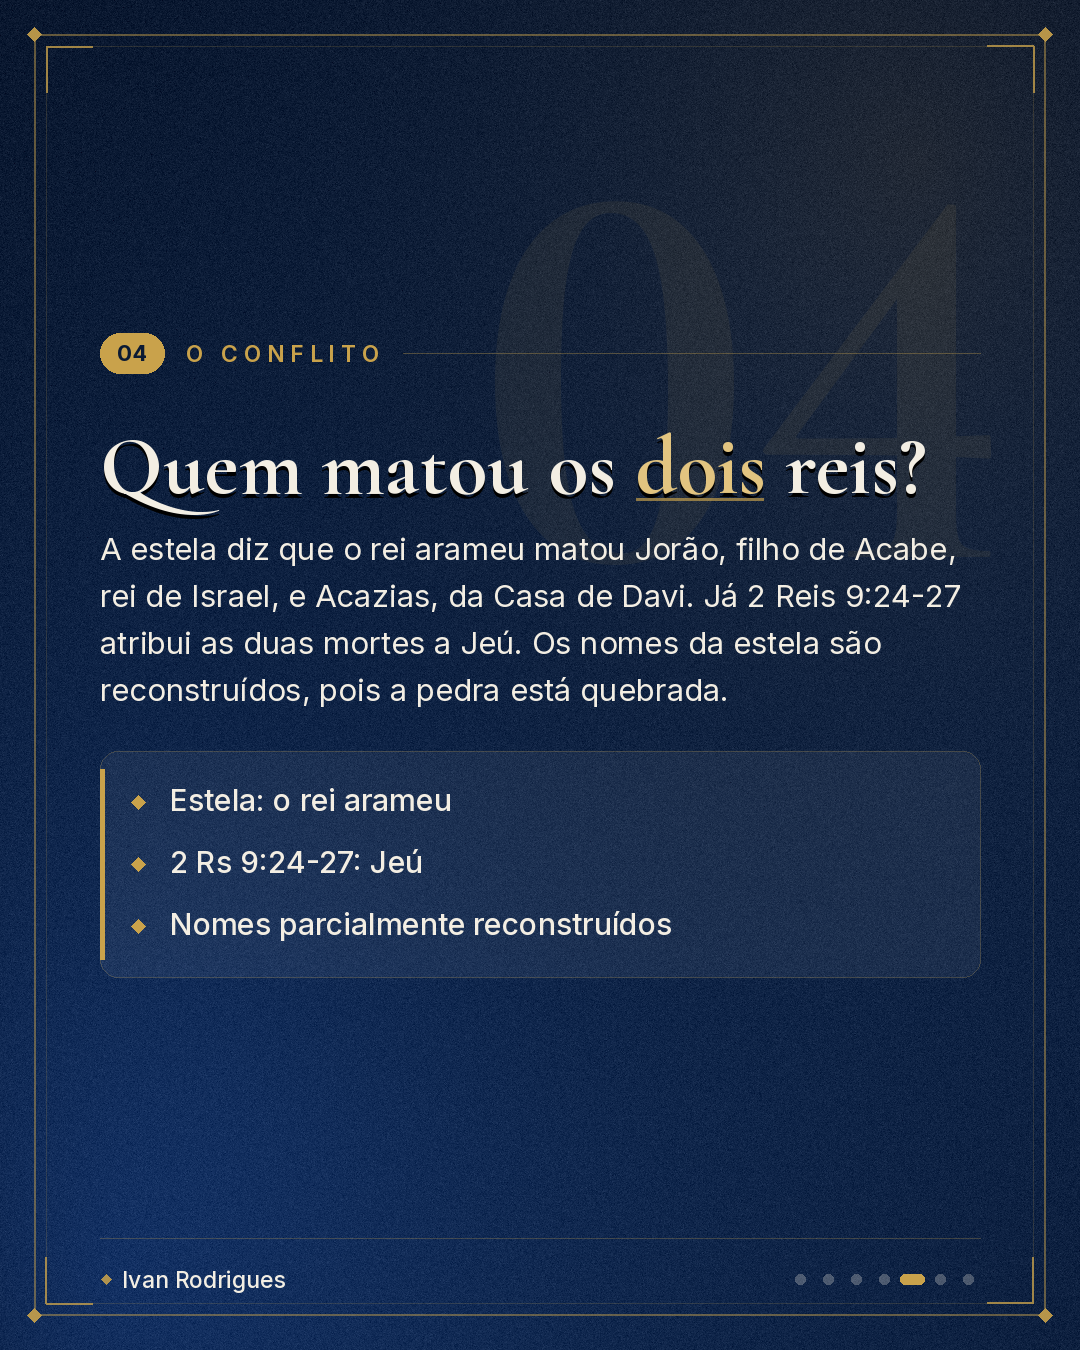 04 O CONFLITO
04
Quem matou os dois reis?
A estela diz que o rei arameu matou Jorão, filho de Acabe,
rei de Israel, e Acazias, da Casa de Davi. Já 2 Reis 9:24-27
atribui as duas mortes a Jeú. Os nomes da estela são
reconstruídos, pois a pedra está quebrada.
Estela: o rei arameu
2 Rs 9:24-27: Jeú
Nomes parcialmente reconstruídos
Ivan Rodrigues